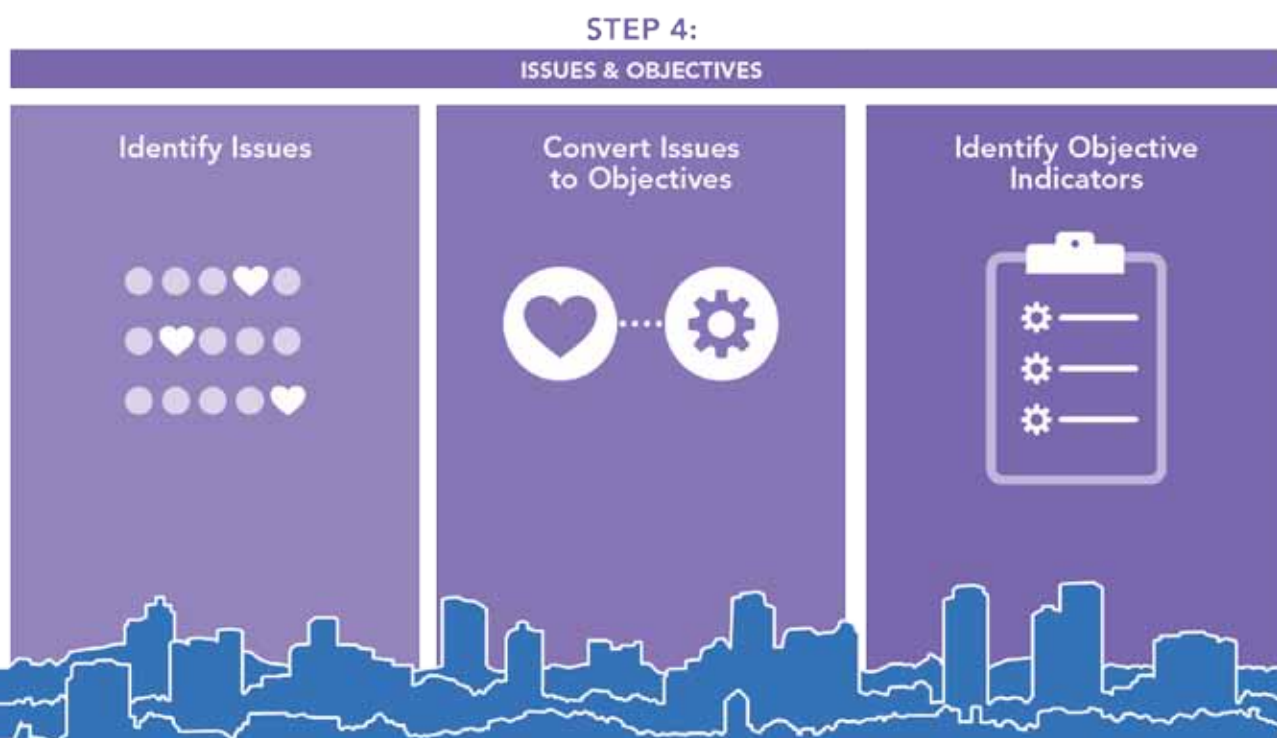 STEP 4:
ISSUES & OBJECTIVES
Identify Issues
Convert Issues
to Objectives
Identify Objective
Indicators